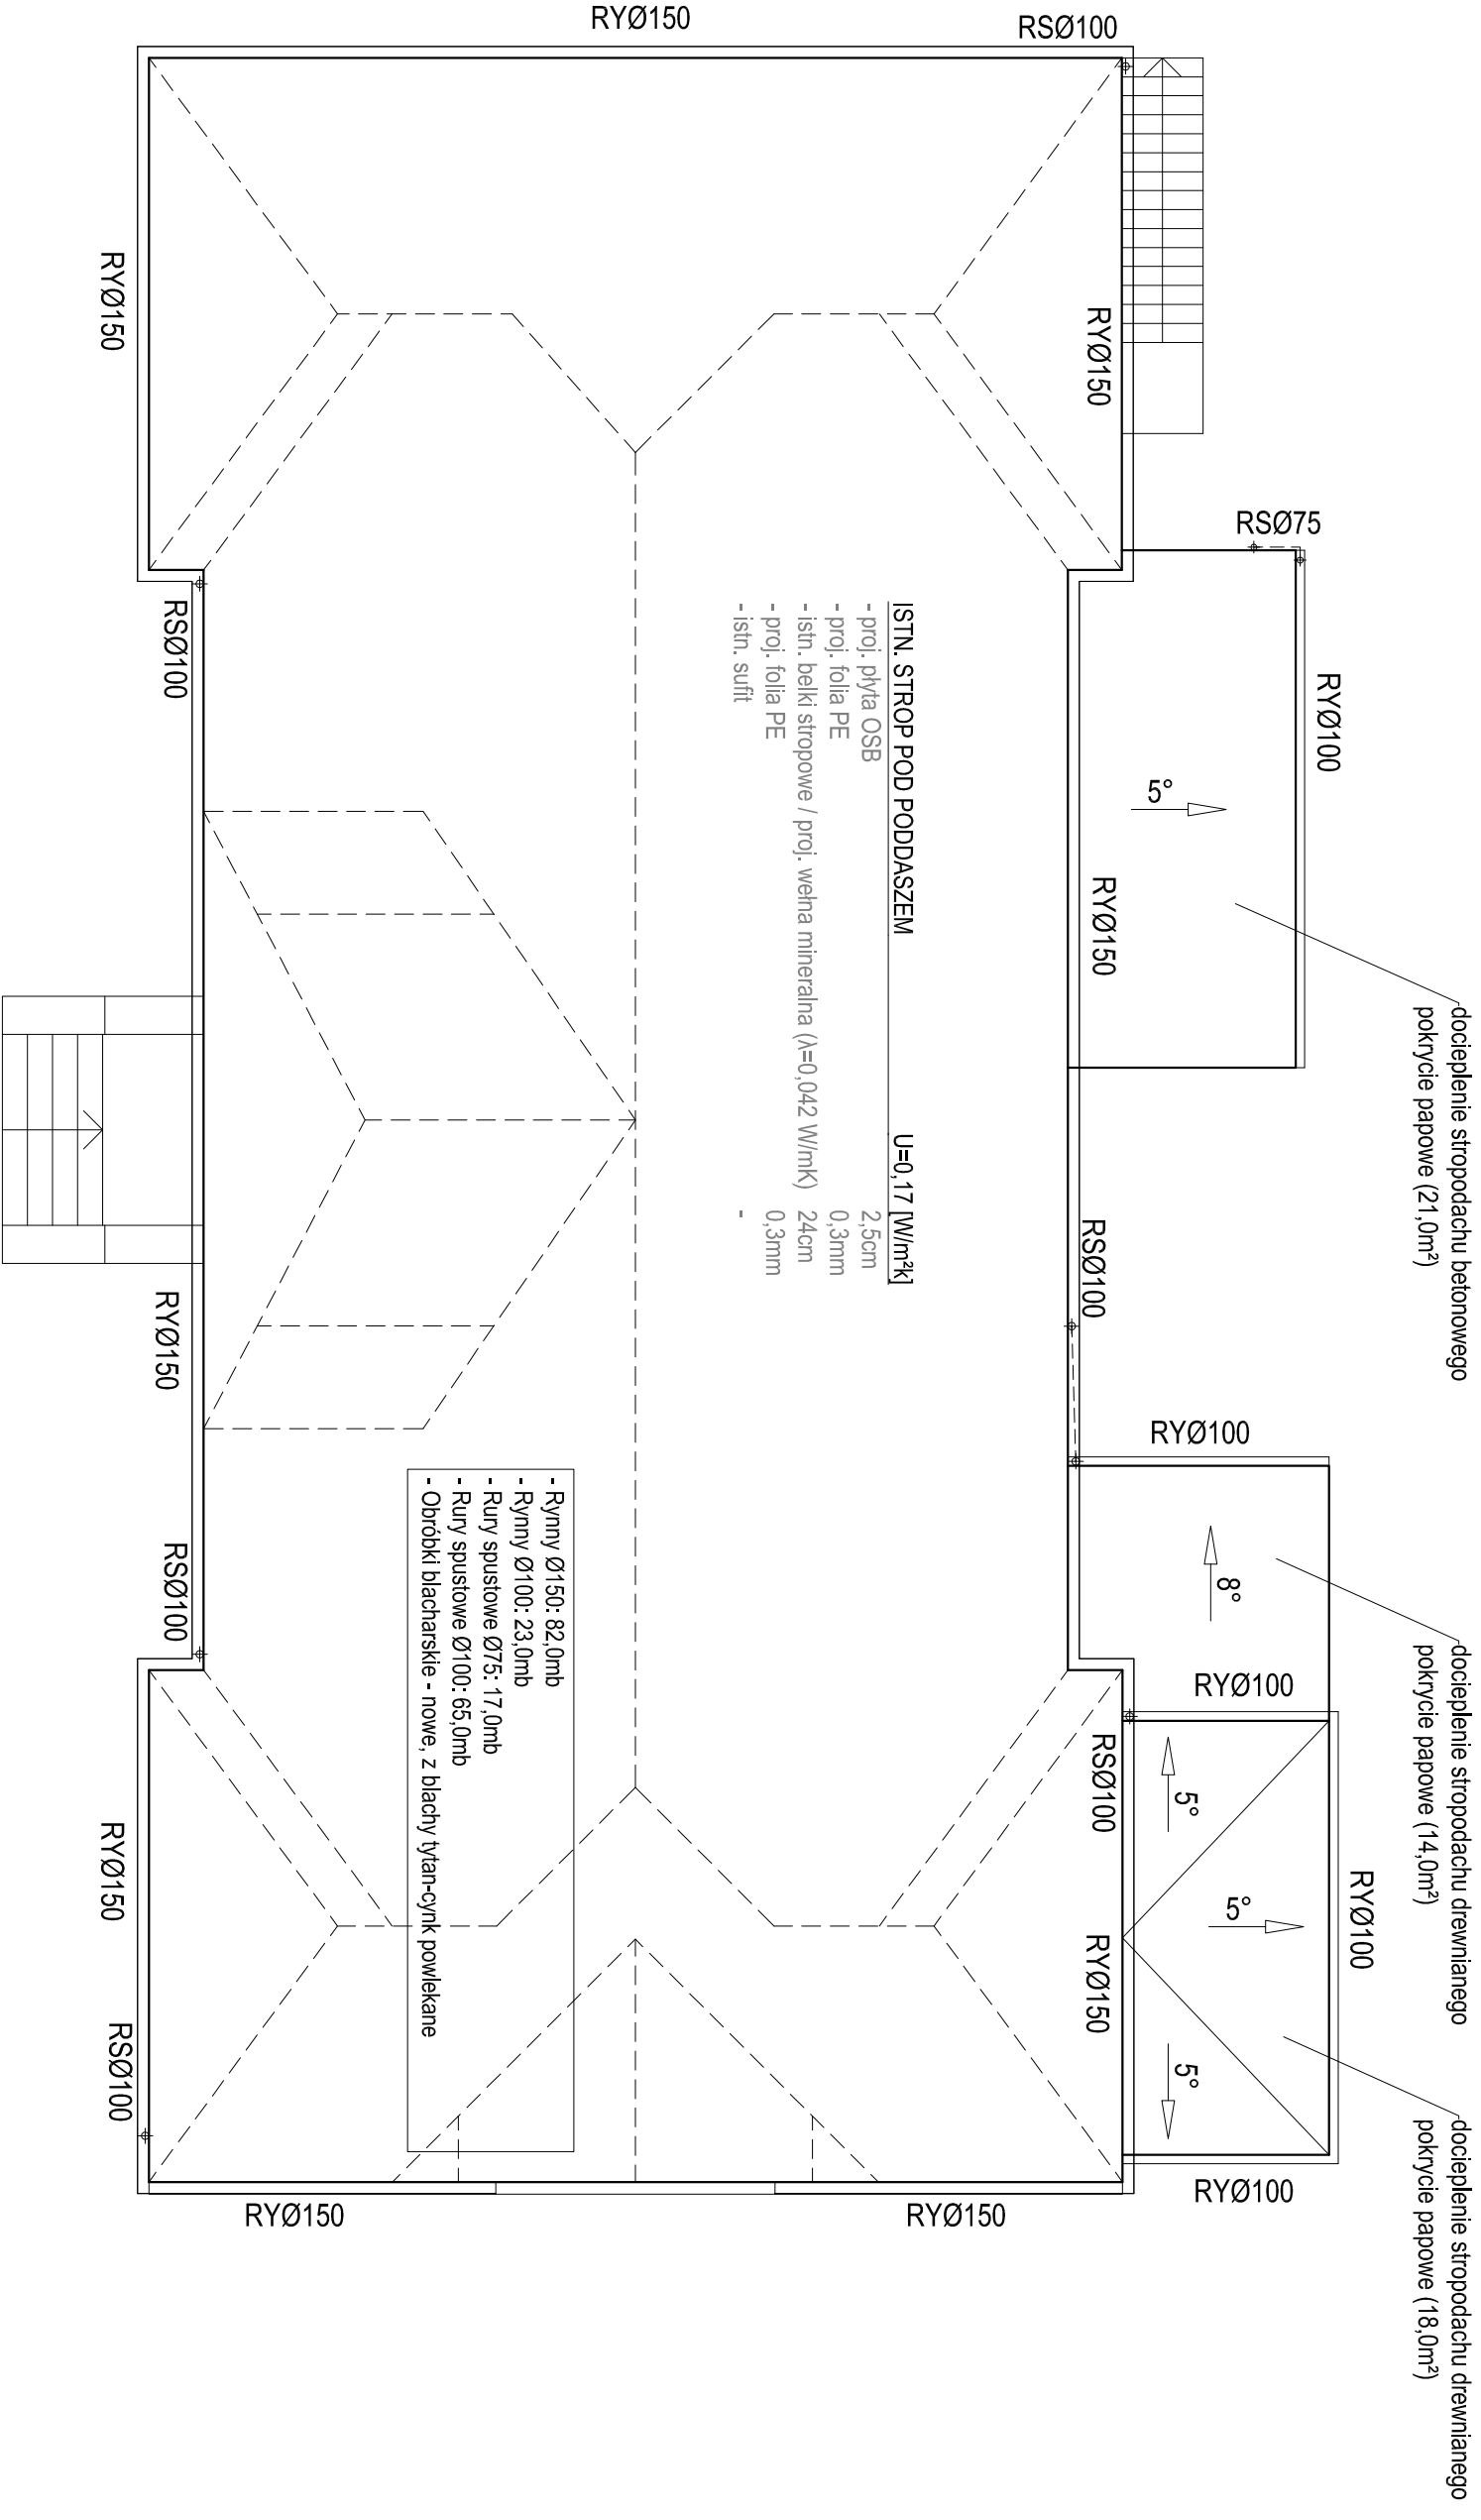 docieplenie stropodachu betonowego
pokrycie papowe (21,0m²)
docieplenie stropodachu drewnianego
pokrycie papowe (14,0m²)
docieplenie stropodachu drewnianego
pokrycie papowe (18,0m²)
RYØ150
RSØ100
RYØ150
RYØ150
RSØ75
RYØ100
5°
RYØ150
RSØ100
RYØ100
8°
RYØ100
RSØ100
5°
5°
RYØ100
5°
RYØ150
RYØ100
RYØ150
RYØ150
RSØ100
RYØ150
RSØ100
RYØ150
RSØ100
ISTN. STROP POD PODDASZEM U=0,17 [W/m²k]
- proj. płyta OSB 2,5cm
- proj. folia PE 0,3mm
- istn. belki stropowe / proj. wełna mineralna (λ=0,042 W/mK) 24cm
- proj. folia PE 0,3mm
- istn. sufit -
- Rynny Ø150: 82,0mb
- Rynny Ø100: 23,0mb
- Rury spustowe Ø75: 17,0mb
- Rury spustowe Ø100: 65,0mb
- Obróbki blacharskie - nowe, z blachy tytan-cynk powlekane
RYØ150